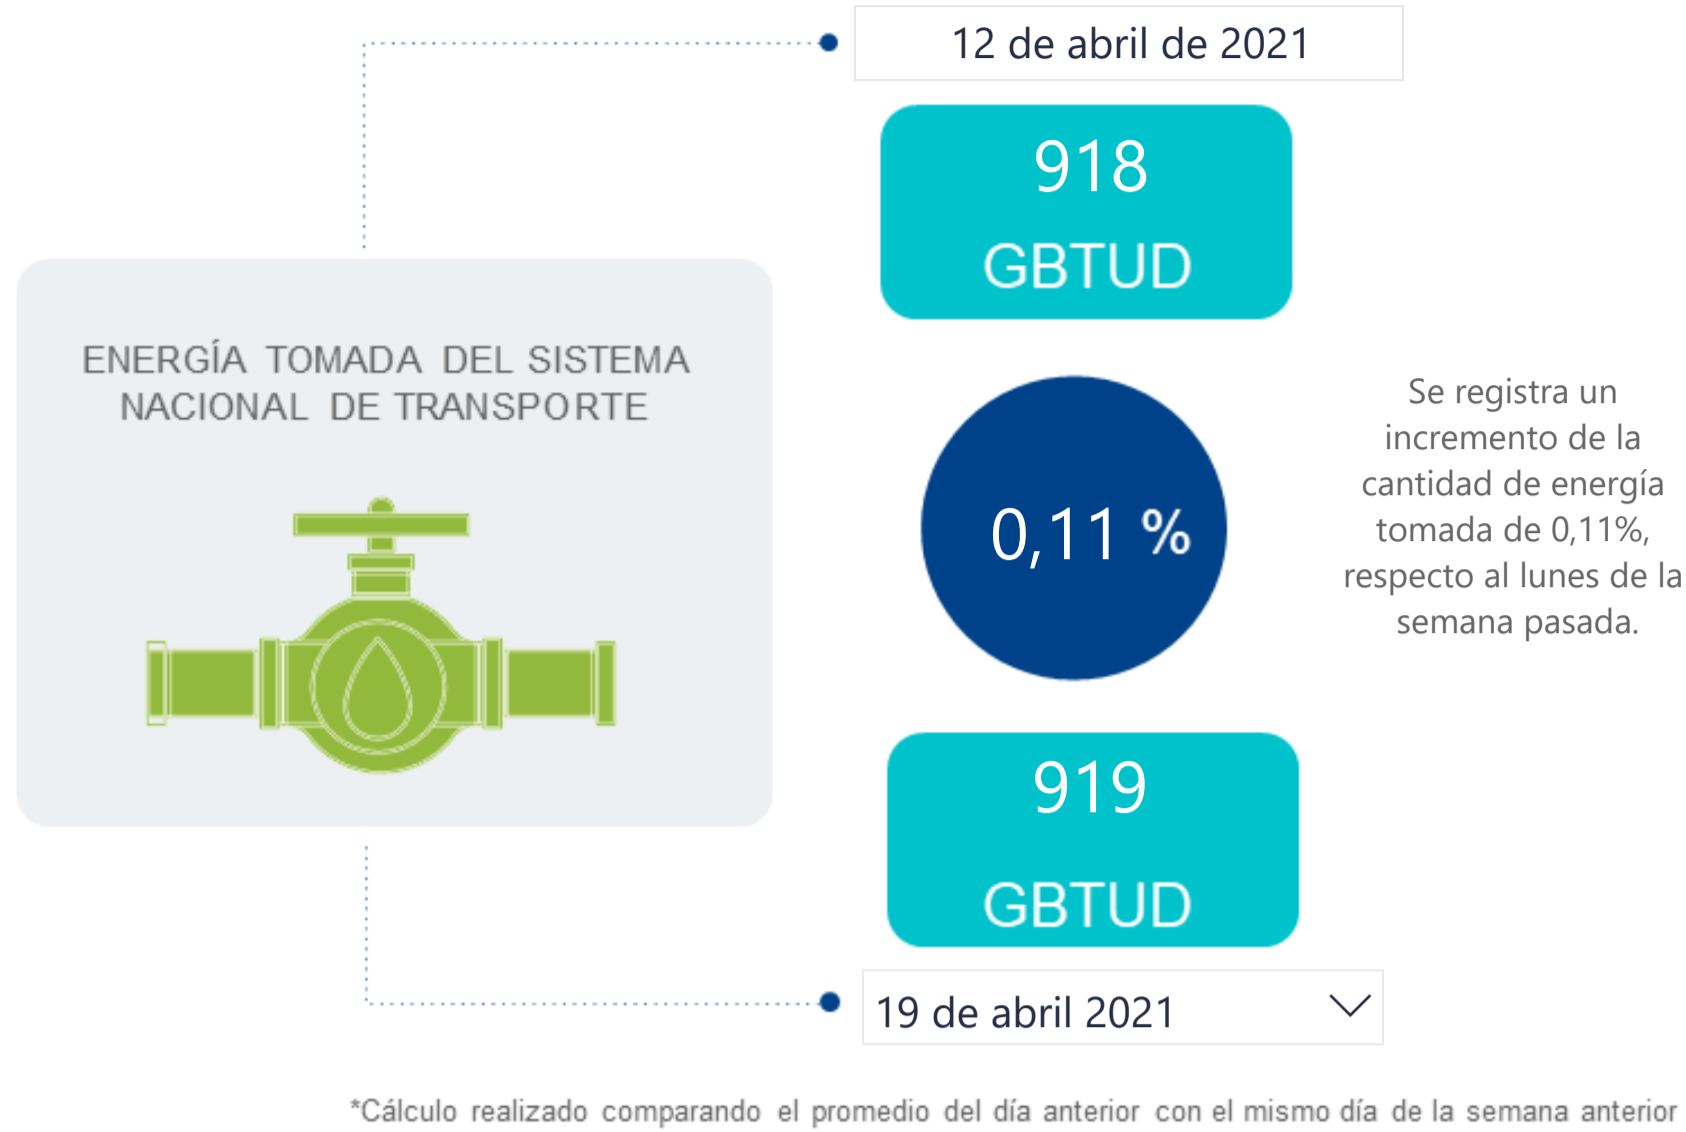 12 de abril de 2021
918
GBTUD
ENERGÍA TOMADA DEL SISTEMA
NACIONAL DE TRANSPORTE
0,11 %
Se registra un
incremento de la
cantidad de energía
tomada de 0,11%,
respecto al lunes de la
semana pasada.
919
GBTUD
19 de abril 2021
*Cálculo realizado comparando el promedio del día anterior con el mismo día de la semana anterior